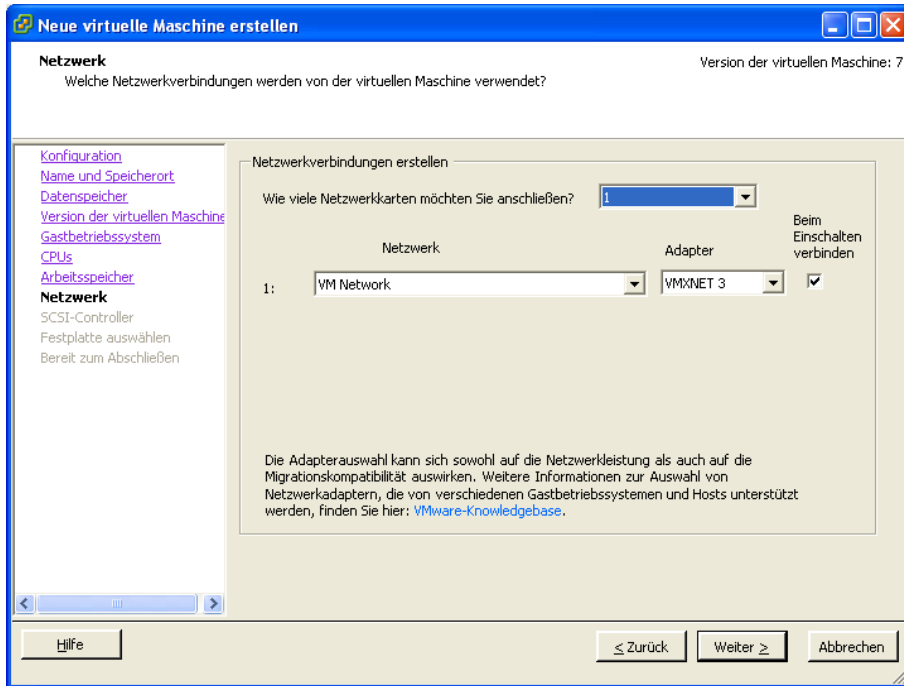 Neue virtuelle Maschine erstellen
Netzwerk
Welche Netzwerkverbindungen werden von der virtuellen Maschine verwendet?
Version der virtuellen Maschine: 7
Konfiguration
Name und Speicherort
Datenspeicher
Version der virtuellen Maschine
Gastbetriebssystem
CPUs
Arbeitsspeicher
Netzwerk
SCSI-Controller
Festplatte auswählen
Bereit zum Abschließen
Netzwerkverbindungen erstellen
Wie viele Netzwerkkarten möchten Sie anschließen?
1
Netzwerk
Adapter
Beim
Einschalten
verbinden
1:
VM Network
VMXNET 3
Die Adapterauswahl kann sich sowohl auf die Netzwerkleistung als auch auf die
Migrationskompatibilität auswirken. Weitere Informationen zur Auswahl von
Netzwerkadaptern, die von verschiedenen Gastbetriebssystemen und Hosts unterstützt
werden, finden Sie hier: VMware-Knowledgebase.
Hilfe
< Zurück
Weiter >
Abbrechen